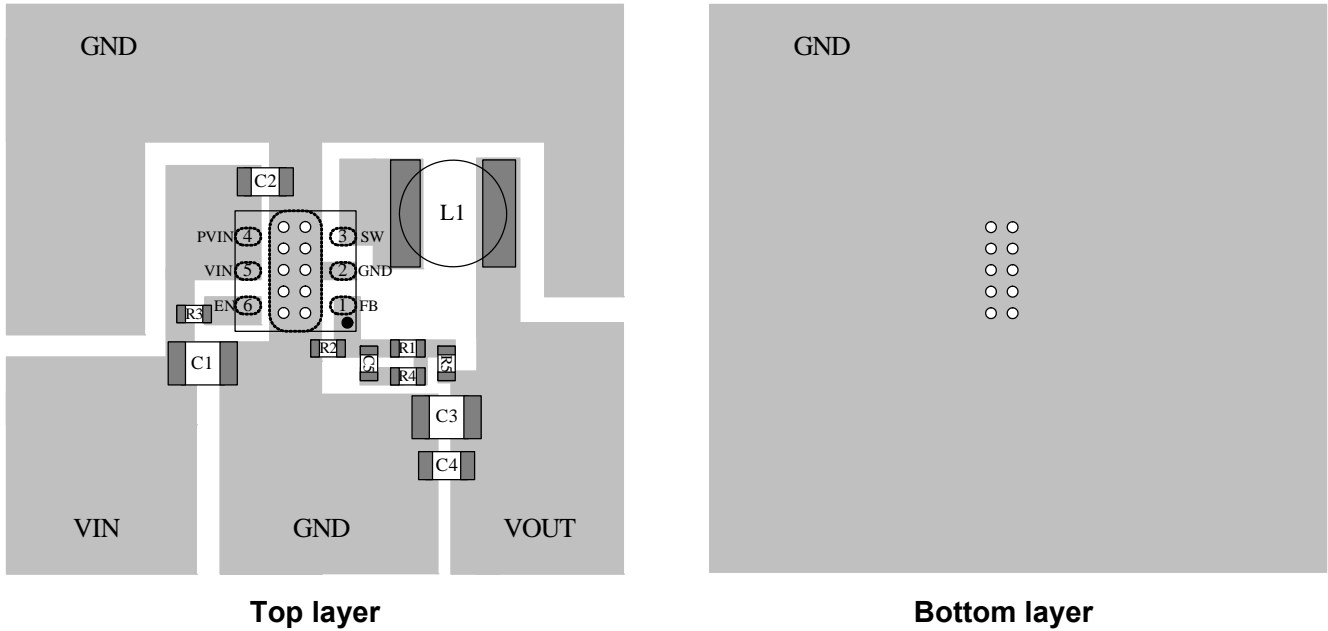 GND
GND
C2
L1
PVIN 4
3 SW
VIN 5
2 GND
EN 6
1 FB
R3
R2
R1
C1
C5
R5
R4
C3
C4
VIN
GND
VOUT
Top layer
Bottom layer